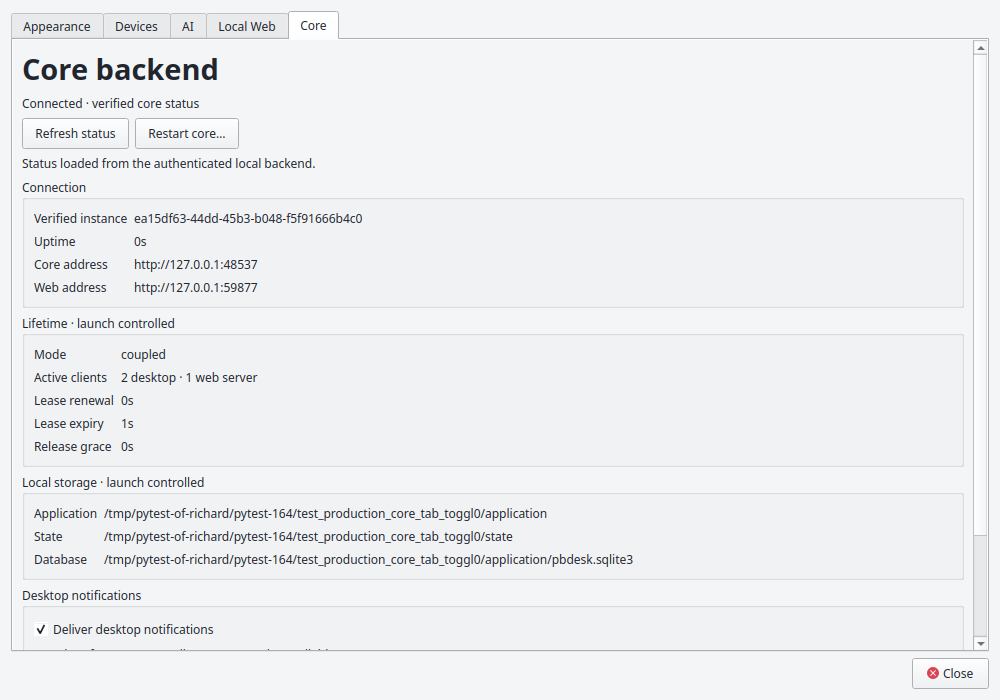 Appearance Devices AI Local Web Core
Core backend
Connected · verified core status
Refresh status Restart core...
Status loaded from the authenticated local backend.
Connection
Verified instance ea15df63-44dd-45b3-b048-f5f91666b4c0
Uptime 0s
Core address http://127.0.0.1:48537
Web address http://127.0.0.1:59877
Lifetime · launch controlled
Mode coupled
Active clients 2 desktop · 1 web server
Lease renewal 0s
Lease expiry 1s
Release grace 0s
Local storage · launch controlled
Application /tmp/pytest-of-richard/pytest-164/test_production_core_tab_toggl0/application
State /tmp/pytest-of-richard/pytest-164/test_production_core_tab_toggl0/state
Database /tmp/pytest-of-richard/pytest-164/test_production_core_tab_toggl0/application/pbdesk.sqlite3
Desktop notifications
Deliver desktop notifications
Close